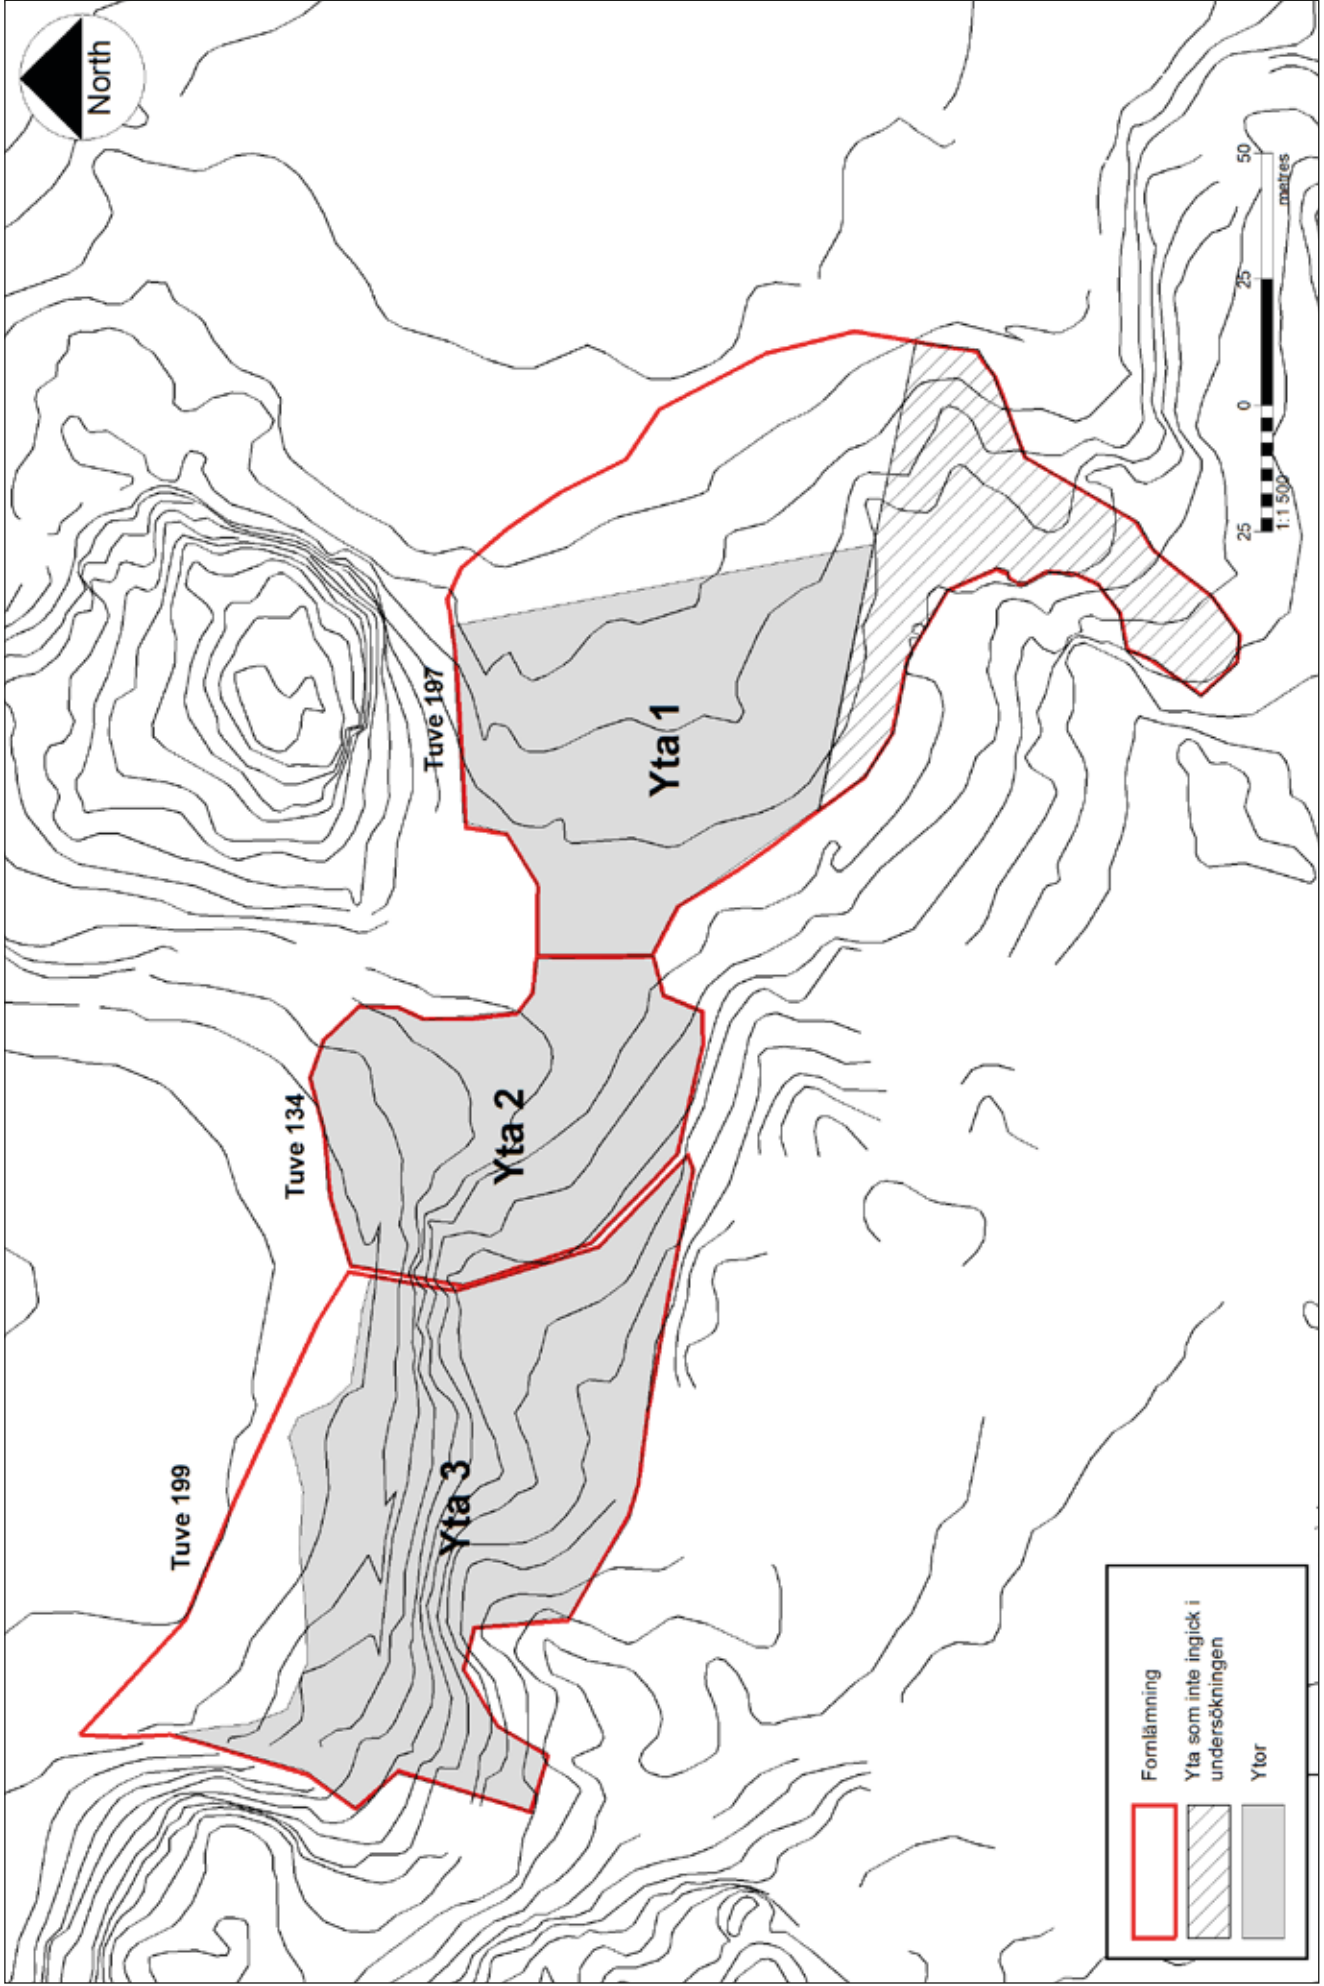 North
Tuve 199
Tuve 134
Tuve 197
Yta 3
Yta 2
Yta 1
Fornlämning
Yta som inte ingick i
undersökningen
Ytor
25 0 25 50
1:1 500 metres